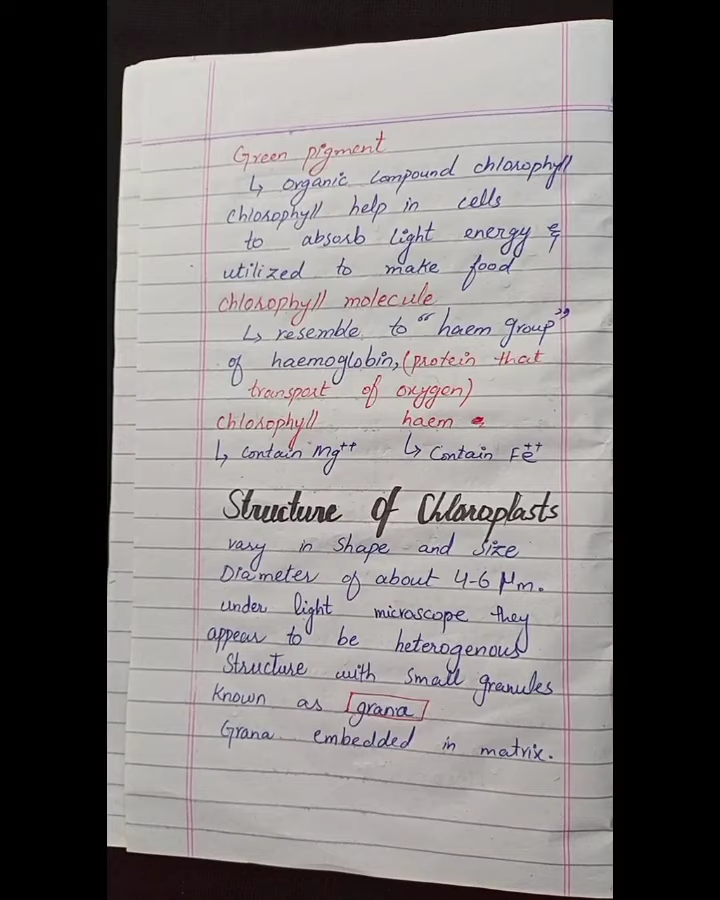 Green pigment
↳ organic compound chlorophyll
chlorophyll help in cells
to absorb light energy &
utilized to make food
chlorophyll molecule
↳ resemble to "haem group"
of haemoglobin, (protein that
transport of oxygen)
chlorophyll haem
↳ contain Mg++ ↳ contain Fe++
Structure of Chloroplasts
vary in shape and size
Diameter of about 4-6 μm.
under light microscope they
appear to be heterogenous
Structure with small granules
known as grana
Grana embedded in matrix.